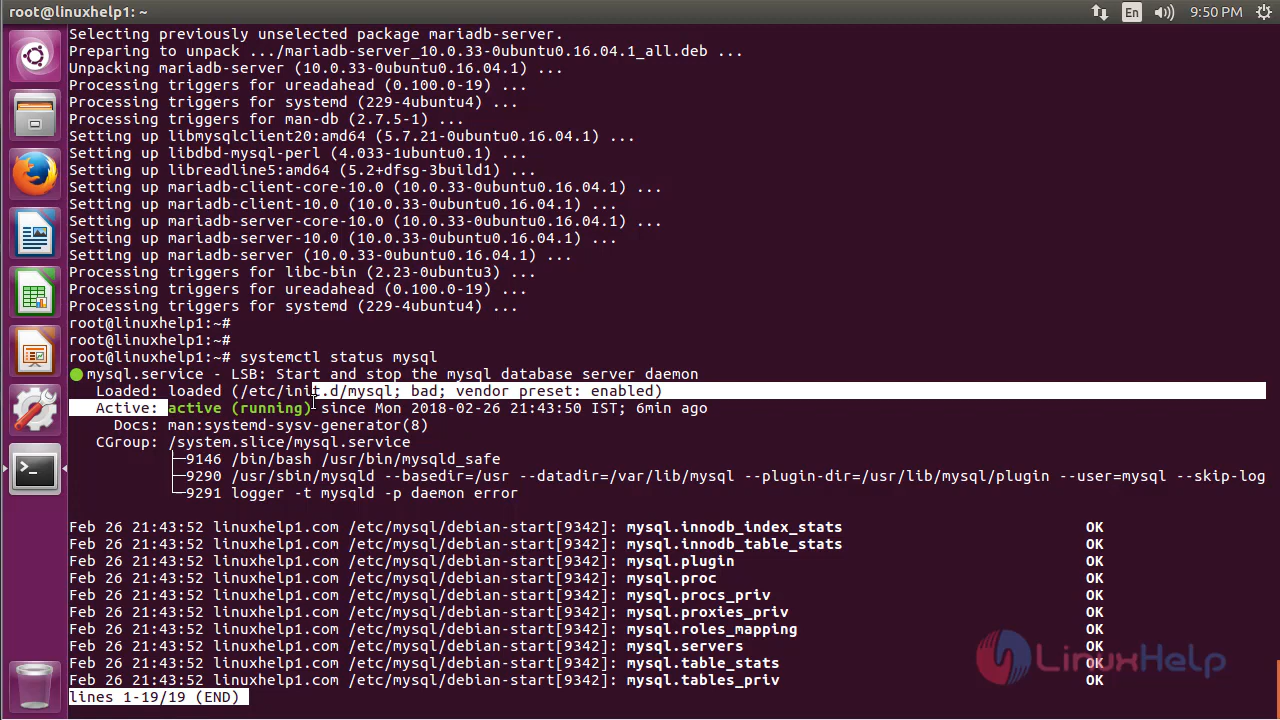 root@linuxhelp1: ~
En
9:50 PM
Selecting previously unselected package mariadb-server.
Preparing to unpack .../mariadb-server_10.0.33-0ubuntu0.16.04.1_all.deb ...
Unpacking mariadb-server (10.0.33-0ubuntu0.16.04.1) ...
Processing triggers for ureadahead (0.100.0-19) ...
Processing triggers for systemd (229-4ubuntu4) ...
Processing triggers for man-db (2.7.5-1) ...
Setting up libmysqlclient20:amd64 (5.7.21-0ubuntu0.16.04.1) ...
Setting up libdbd-mysql-perl (4.033-1ubuntu0.1) ...
Setting up libreadline5:amd64 (5.2+dfsg-3build1) ...
Setting up mariadb-client-core-10.0 (10.0.33-0ubuntu0.16.04.1) ...
Setting up mariadb-client-10.0 (10.0.33-0ubuntu0.16.04.1) ...
Setting up mariadb-server-core-10.0 (10.0.33-0ubuntu0.16.04.1) ...
Setting up mariadb-server-10.0 (10.0.33-0ubuntu0.16.04.1) ...
Setting up mariadb-server (10.0.33-0ubuntu0.16.04.1) ...
Processing triggers for libc-bin (2.23-0ubuntu3) ...
Processing triggers for ureadahead (0.100.0-19) ...
Processing triggers for systemd (229-4ubuntu4) ...
root@linuxhelp1:~#
root@linuxhelp1:~#
root@linuxhelp1:~# systemctl status mysql
● mysql.service - LSB: Start and stop the mysql database server daemon
Loaded: loaded (/etc/init.d/mysql; bad; vendor preset: enabled)
Active: active (running) since Mon 2018-02-26 21:43:50 IST; 6min ago
Docs: man:systemd-sysv-generator(8)
CGroup: /system.slice/mysql.service
├─9146 /bin/bash /usr/bin/mysqld_safe
├─9290 /usr/sbin/mysqld --basedir=/usr --datadir=/var/lib/mysql --plugin-dir=/usr/lib/mysql/plugin --user=mysql --skip-log
└─9291 logger -t mysqld -p daemon error
Feb 26 21:43:52 linuxhelp1.com /etc/mysql/debian-start[9342]: mysql.innodb_index_stats OK
Feb 26 21:43:52 linuxhelp1.com /etc/mysql/debian-start[9342]: mysql.innodb_table_stats OK
Feb 26 21:43:52 linuxhelp1.com /etc/mysql/debian-start[9342]: mysql.plugin OK
Feb 26 21:43:52 linuxhelp1.com /etc/mysql/debian-start[9342]: mysql.proc OK
Feb 26 21:43:52 linuxhelp1.com /etc/mysql/debian-start[9342]: mysql.procs_priv OK
Feb 26 21:43:52 linuxhelp1.com /etc/mysql/debian-start[9342]: mysql.proxies_priv OK
Feb 26 21:43:52 linuxhelp1.com /etc/mysql/debian-start[9342]: mysql.roles_mapping OK
Feb 26 21:43:52 linuxhelp1.com /etc/mysql/debian-start[9342]: mysql.servers OK
Feb 26 21:43:52 linuxhelp1.com /etc/mysql/debian-start[9342]: mysql.table_stats OK
Feb 26 21:43:52 linuxhelp1.com /etc/mysql/debian-start[9342]: mysql.tables_priv OK
LinuxHelp
lines 1-19/19 (END)